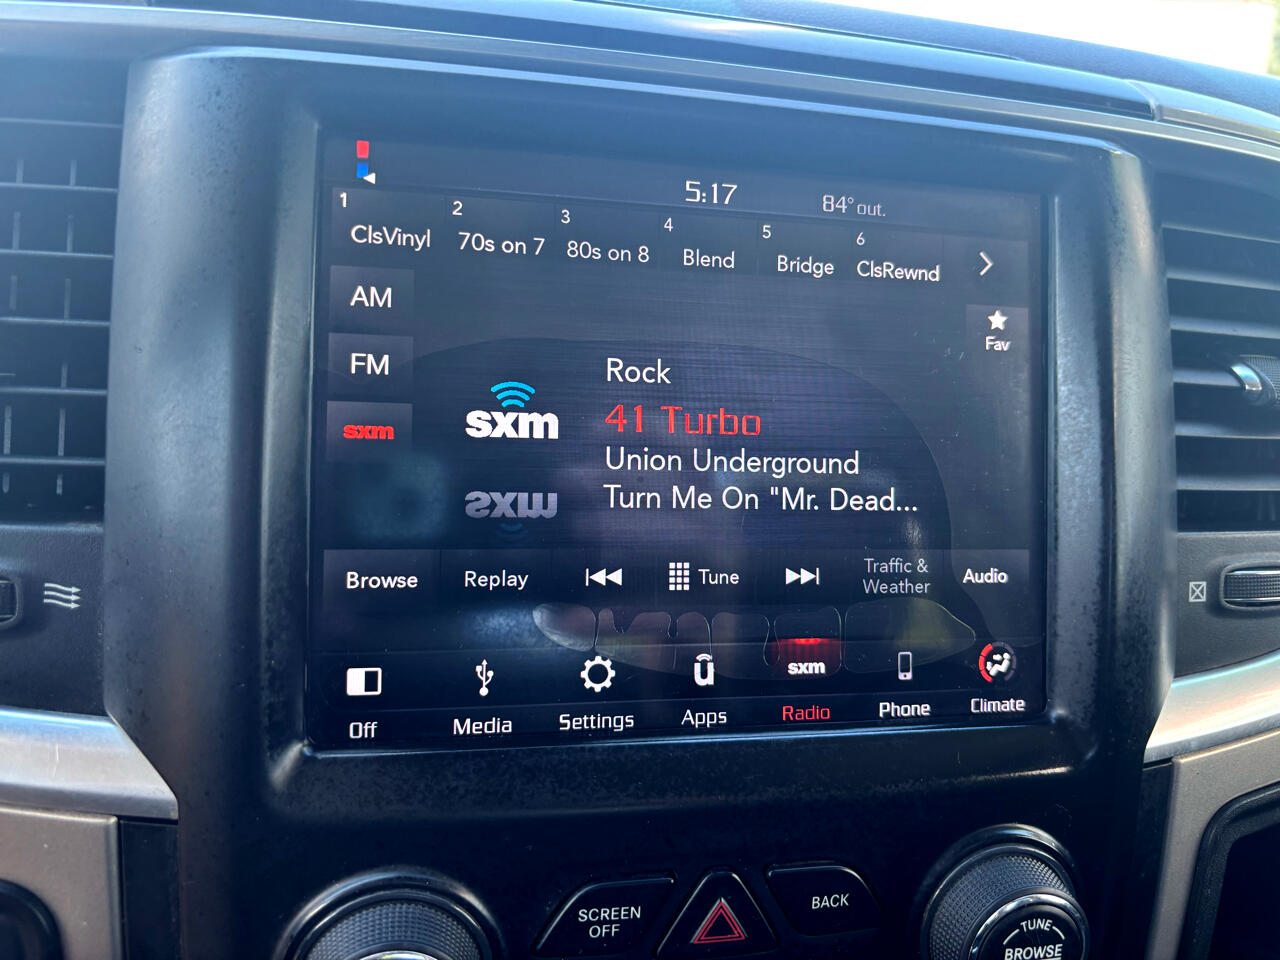 5:17 84° out.
1 2 3 4 5 6
ClsVinyl 70s on 7 80s on 8 Blend Bridge ClsRewnd
AM
Fav
FM
Rock
sxm
sxm
41 Turbo
Union Underground
Turn Me On "Mr. Dead...
Browse Replay Tune Traffic &
Weather Audio
sxm
Off Media Settings Apps Radio Phone Climate
SCREEN
OFF
BACK
TUNE
BROWSE